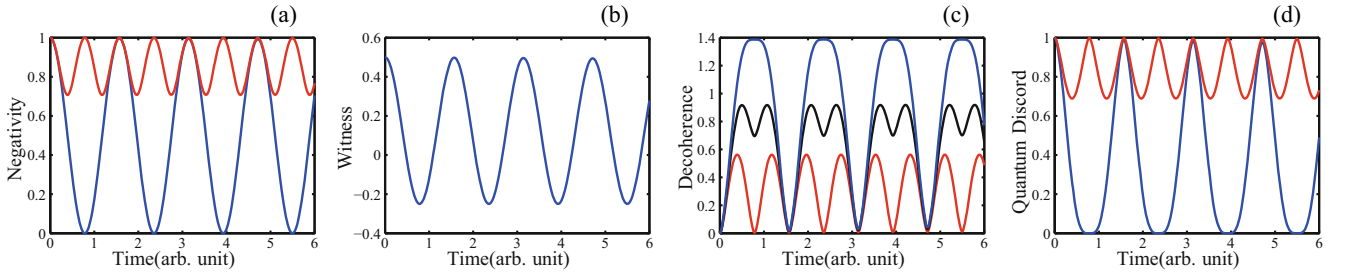 (a)
Negativity
1
0.8
0.6
0.4
0.2
0
0 1 2 3 4 5 6
Time(arb. unit)
(b)
Witness
0.6
0.4
0.2
0
−0.2
−0.4
0 1 2 3 4 5 6
Time(arb. unit)
(c)
Decoherence
1.4
1.2
1
0.8
0.6
0.4
0.2
0
0 1 2 3 4 5 6
Time(arb. unit)
(d)
Quantum Discord
1
0.8
0.6
0.4
0.2
0
0 1 2 3 4 5 6
Time(arb. unit)